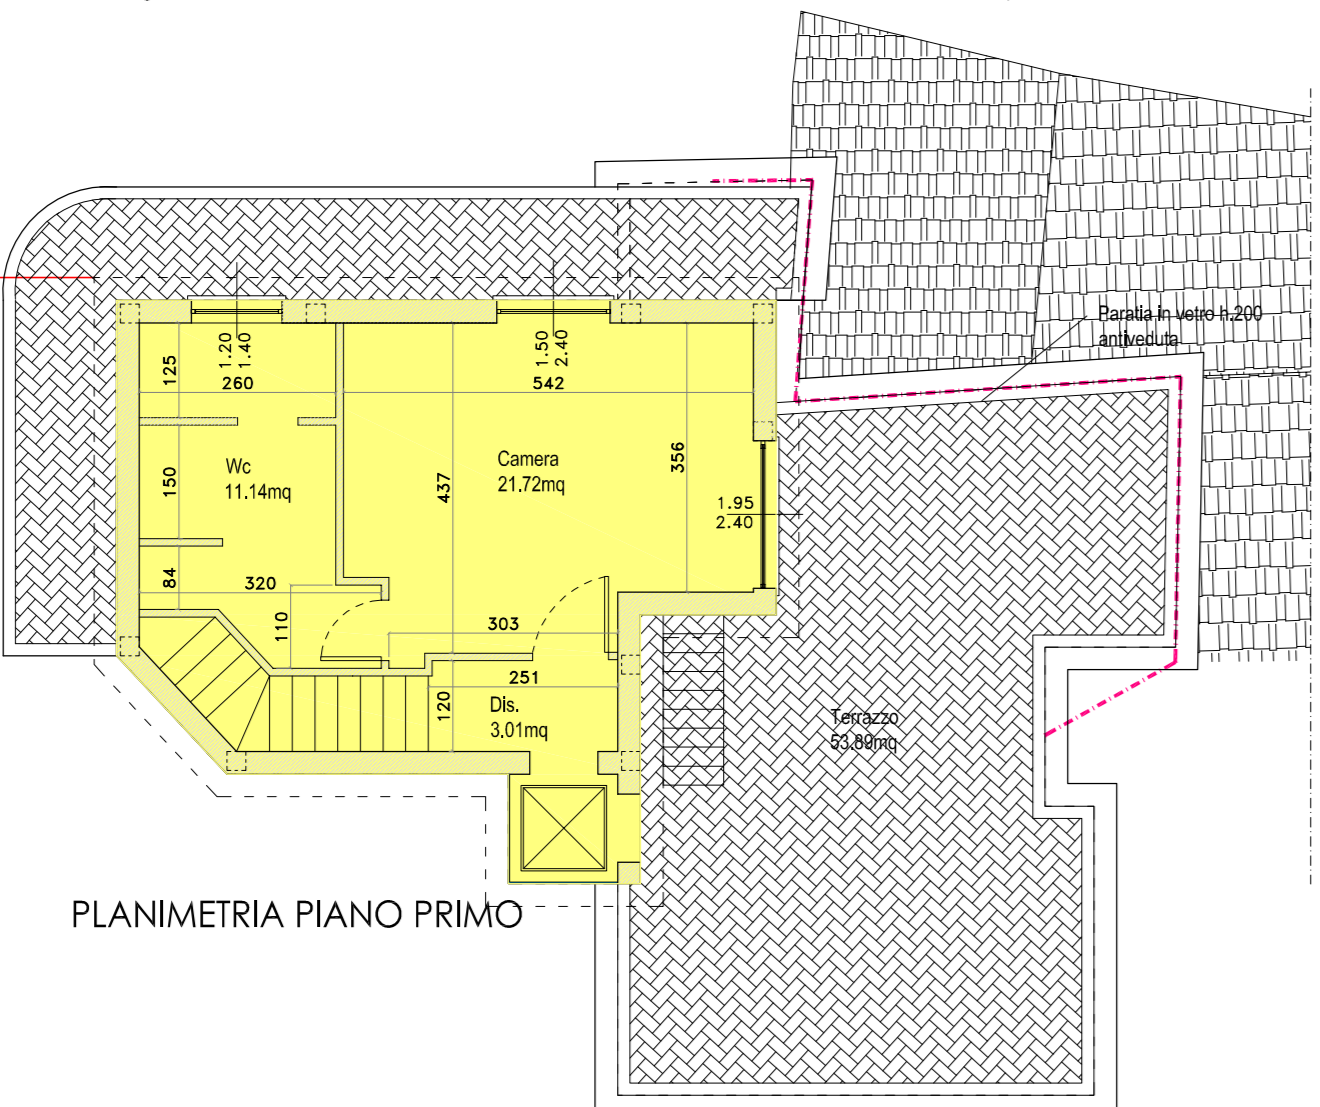 Paratia in vetro h.200
antiveduta
1.20
1.40
1.50
2.40
125
260
542
Wc
11.14mq
150
437
Camera
21.72mq
356
1.95
2.40
84
320
110
303
251
120
Dis.
3.01mq
Terrazzo
53.89mq
PLANIMETRIA PIANO PRIMO